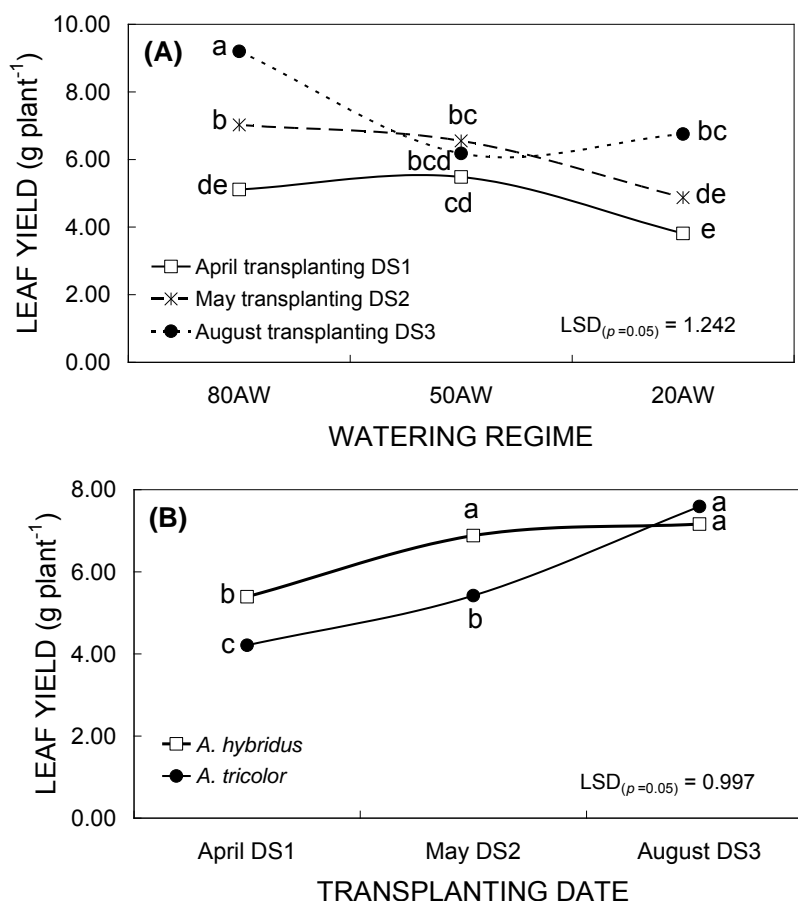 10.00
(A)
a
8.00
b
bc
bc
6.00
bcd
de
cd
de
4.00
e
April transplanting DS1
May transplanting DS2
2.00
August transplanting DS3
LSD(p =0.05) = 1.242
0.00
80AW 50AW 20AW
LEAF YIELD (g plant-1)
WATERING REGIME
8.00
(B)
a
a
a
6.00
b
c
b
4.00
2.00
A. hybridus
A. tricolor
LSD(p =0.05) = 0.997
0.00
April DS1 May DS2 August DS3
LEAF YIELD (g plant-1)
TRANSPLANTING DATE